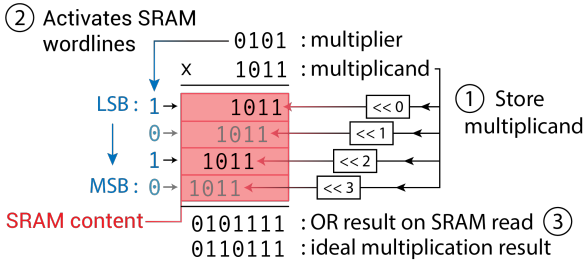 ② Activates SRAM
wordlines
0101 : multiplier
x 1011 : multiplicand
① Store
multiplicand
LSB : 1 1011 << 0
0 1011 << 1
1 1011 << 2
MSB : 0 1011 << 3
SRAM content
0101111 : OR result on SRAM read ③
0110111 : ideal multiplication result